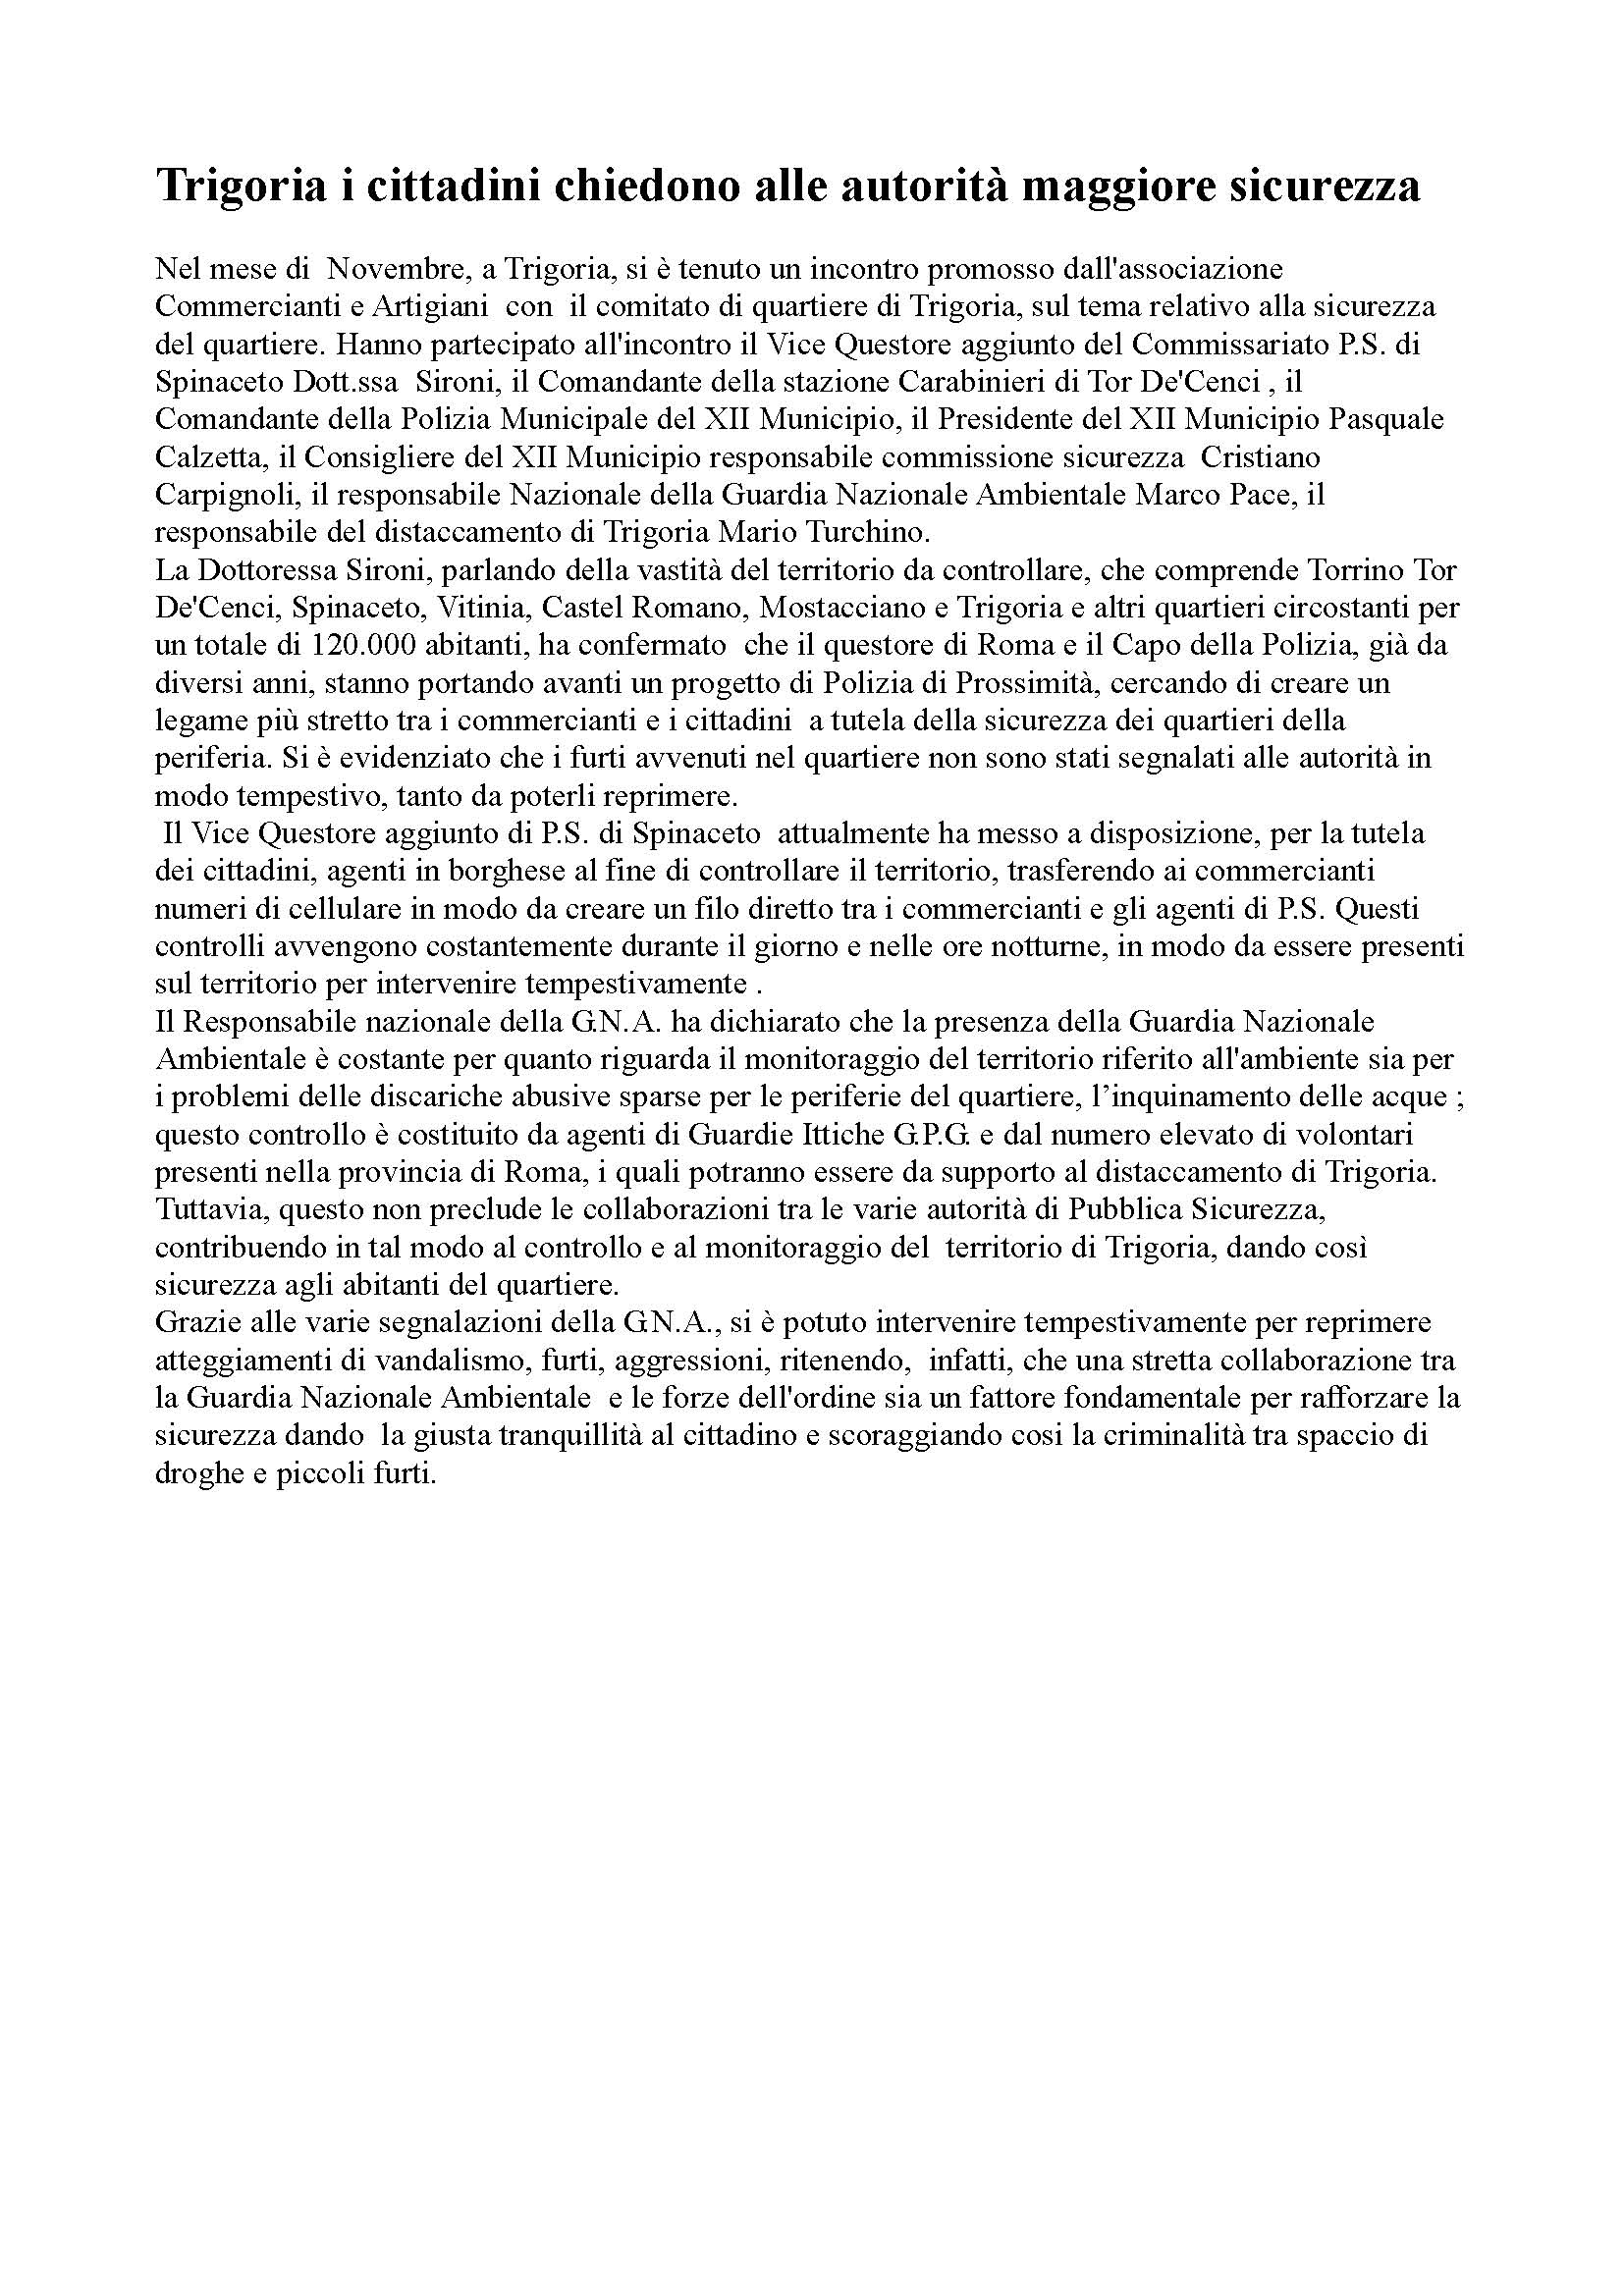 Trigoria i cittadini chiedono alle autorità maggiore sicurezza
Nel mese di  Novembre, a Trigoria, si è tenuto un incontro promosso dall'associazione
Commercianti e Artigiani  con  il comitato di quartiere di Trigoria, sul tema relativo alla sicurezza
del quartiere. Hanno partecipato all'incontro il Vice Questore aggiunto del Commissariato P.S. di
Spinaceto Dott.ssa  Sironi, il Comandante della stazione Carabinieri di Tor De'Cenci , il
Comandante della Polizia Municipale del XII Municipio, il Presidente del XII Municipio Pasquale
Calzetta, il Consigliere del XII Municipio responsabile commissione sicurezza  Cristiano
Carpignoli, il responsabile Nazionale della Guardia Nazionale Ambientale Marco Pace, il
responsabile del distaccamento di Trigoria Mario Turchino.
La Dottoressa Sironi, parlando della vastità del territorio da controllare, che comprende Torrino Tor
De'Cenci, Spinaceto, Vitinia, Castel Romano, Mostacciano e Trigoria e altri quartieri circostanti per
un totale di 120.000 abitanti, ha confermato  che il questore di Roma e il Capo della Polizia, già da
diversi anni, stanno portando avanti un progetto di Polizia di Prossimità, cercando di creare un
legame più stretto tra i commercianti e i cittadini  a tutela della sicurezza dei quartieri della
periferia. Si è evidenziato che i furti avvenuti nel quartiere non sono stati segnalati alle autorità in
modo tempestivo, tanto da poterli reprimere.
 Il Vice Questore aggiunto di P.S. di Spinaceto  attualmente ha messo a disposizione, per la tutela
dei cittadini, agenti in borghese al fine di controllare il territorio, trasferendo ai commercianti
numeri di cellulare in modo da creare un filo diretto tra i commercianti e gli agenti di P.S. Questi
controlli avvengono costantemente durante il giorno e nelle ore notturne, in modo da essere presenti
sul territorio per intervenire tempestivamente .
Il Responsabile nazionale della G.N.A. ha dichiarato che la presenza della Guardia Nazionale
Ambientale è costante per quanto riguarda il monitoraggio del territorio riferito all'ambiente sia per
i problemi delle discariche abusive sparse per le periferie del quartiere, l’inquinamento delle acque ;
questo controllo è costituito da agenti di Guardie Ittiche G.P.G. e dal numero elevato di volontari
presenti nella provincia di Roma, i quali potranno essere da supporto al distaccamento di Trigoria.
Tuttavia, questo non preclude le collaborazioni tra le varie autorità di Pubblica Sicurezza,
contribuendo in tal modo al controllo e al monitoraggio del  territorio di Trigoria, dando così
sicurezza agli abitanti del quartiere.
Grazie alle varie segnalazioni della G.N.A., si è potuto intervenire tempestivamente per reprimere
atteggiamenti di vandalismo, furti, aggressioni, ritenendo,  infatti, che una stretta collaborazione tra
la Guardia Nazionale Ambientale  e le forze dell'ordine sia un fattore fondamentale per rafforzare la
sicurezza dando  la giusta tranquillità al cittadino e scoraggiando cosi la criminalità tra spaccio di
droghe e piccoli furti.